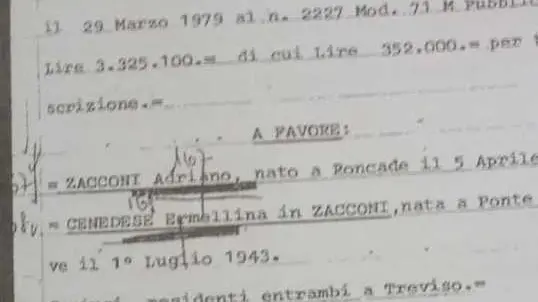 il 29 Marzo 1979 al n. 2227 Mod. 71 M Pubbli
Lire 3.325.100.= di cui Lire 352.000.= per
scrizione.=
A FAVORE:
= ZACCONI Adriano, nato a Roncade il 5 Aprile
= CENEDESE Ermellina in ZACCONI, nata a Ponte
ve il 1° Luglio 1943.
residenti entrambi a Treviso.=